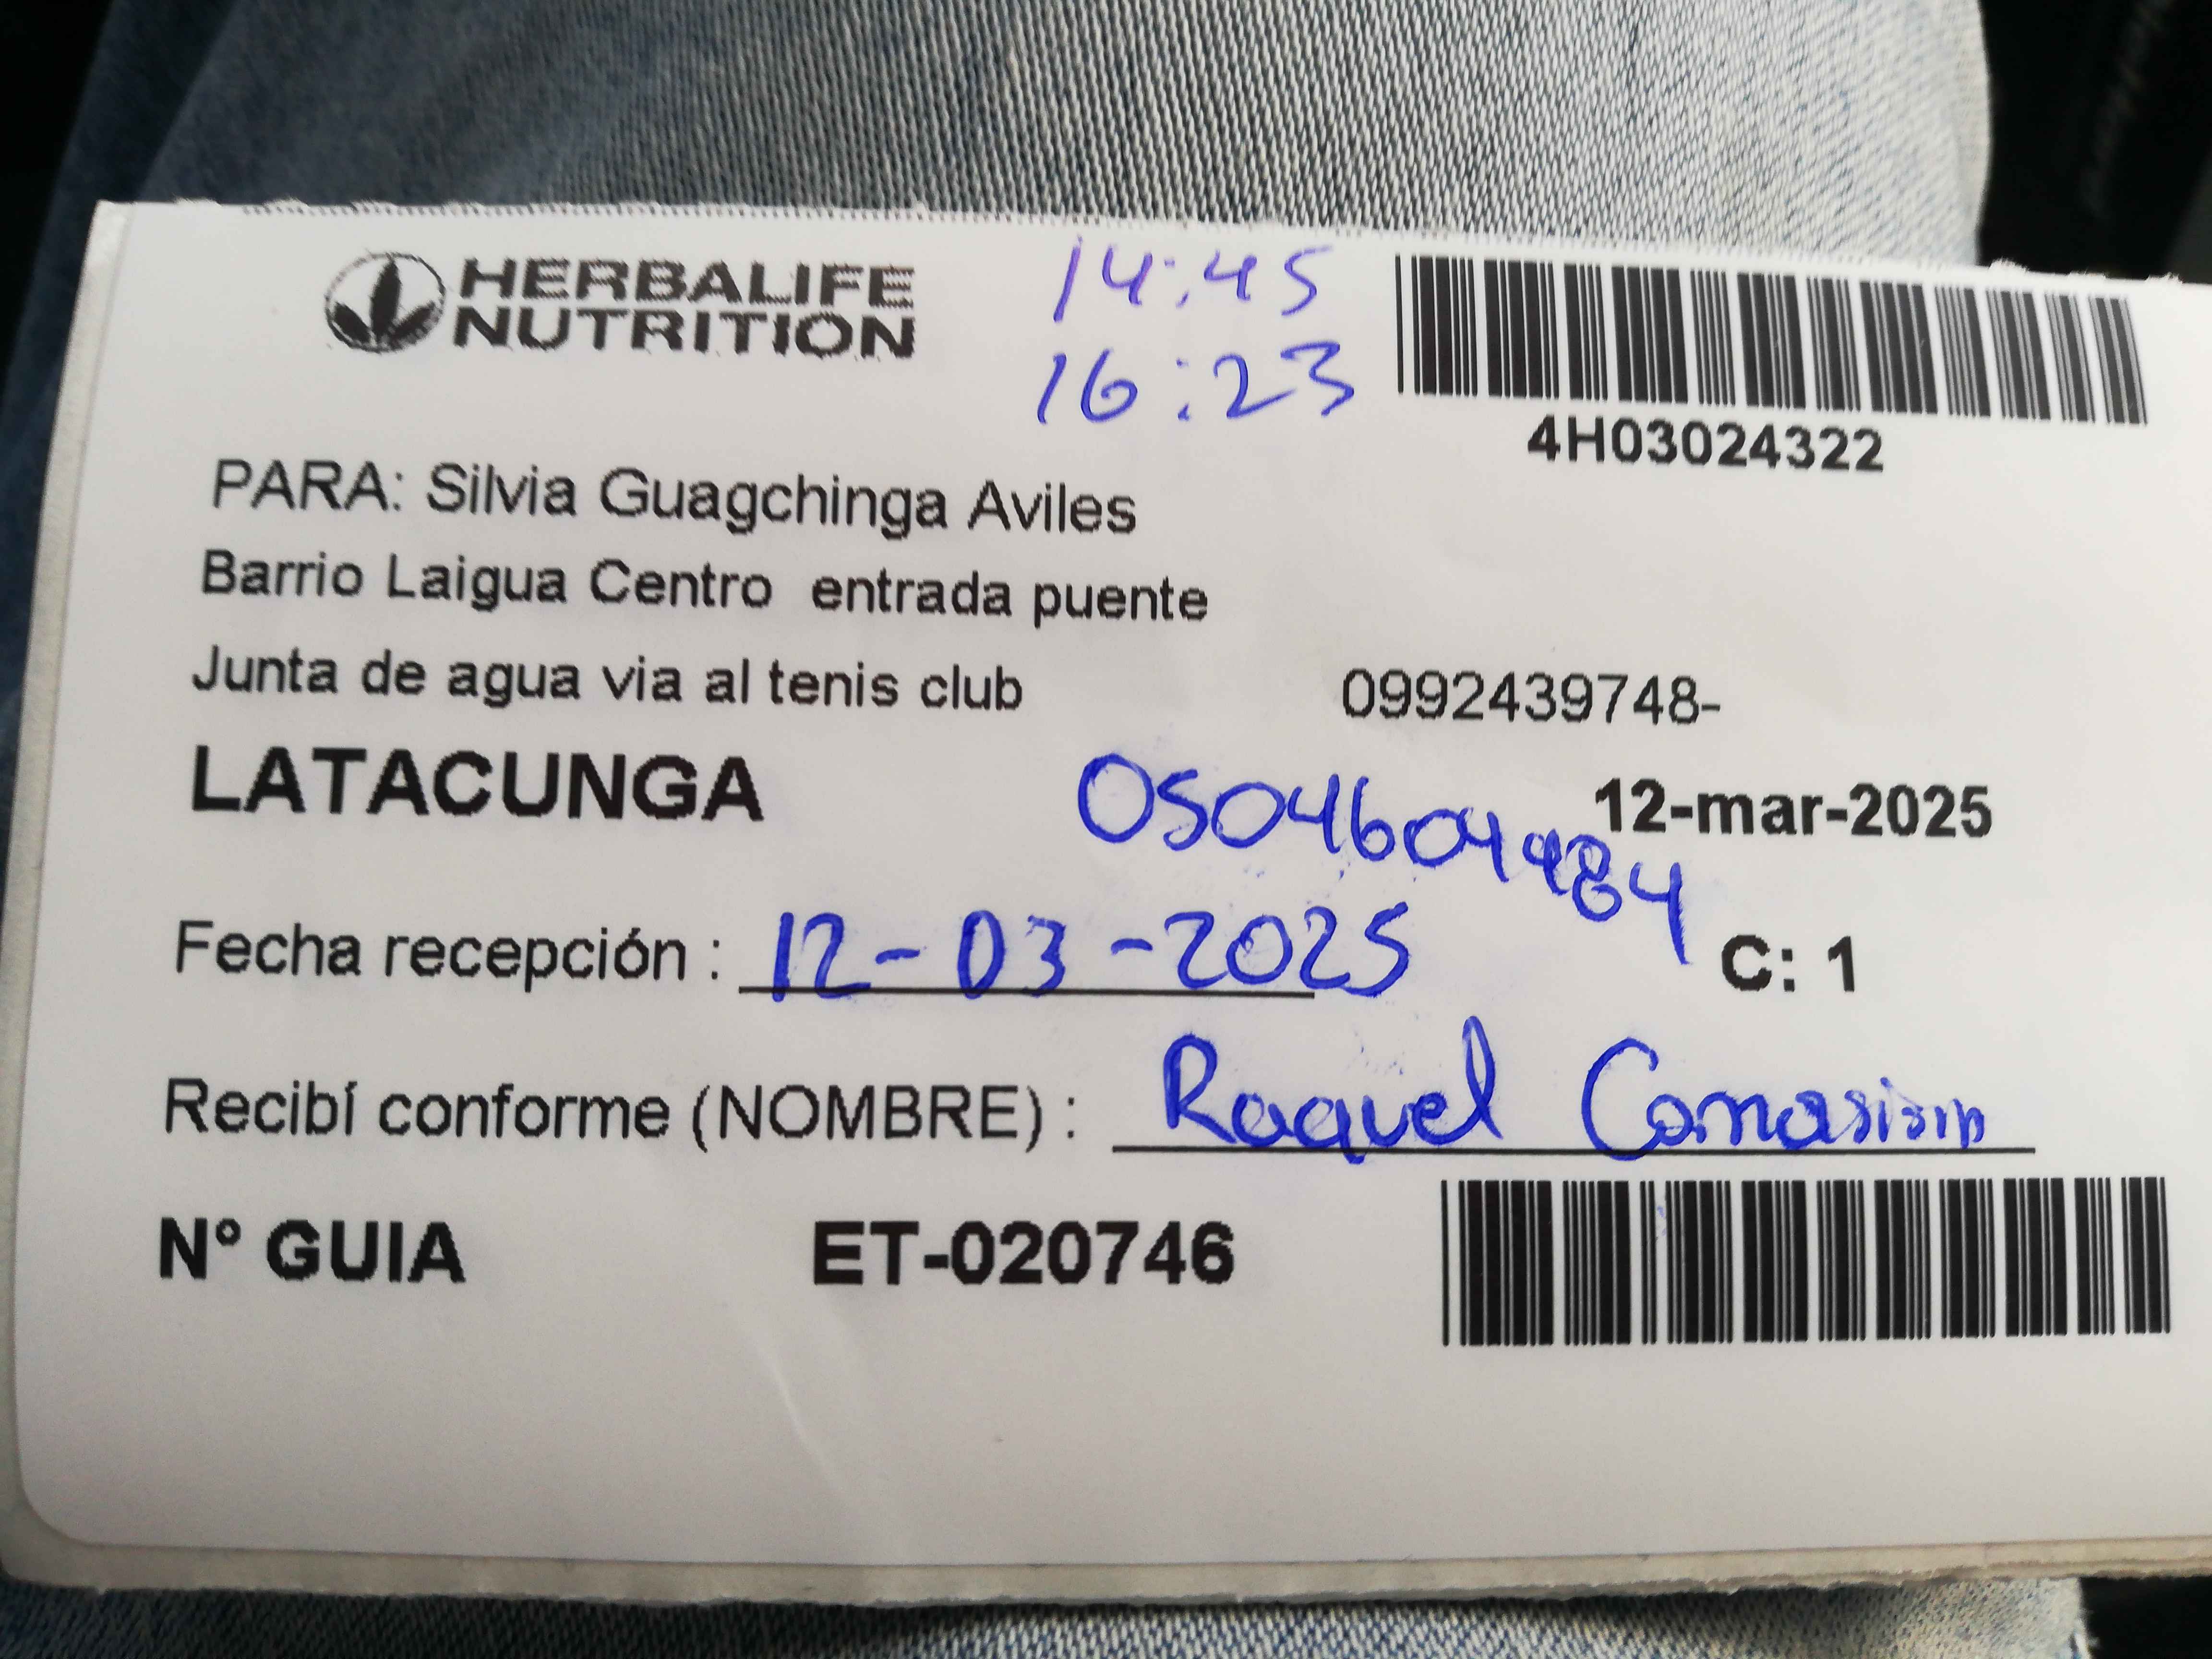 HERBALIFE
NUTRITION
14:45
16:23
4H03024322
PARA: Silvia Guagchinga Aviles
Barrio Laigua Centro entrada puente
Junta de agua via al tenis club
0992439748-
LATACUNGA
0504604484
12-mar-2025
Fecha recepción : 12-03-2025
C: 1
Recibí conforme (NOMBRE) : Raquel
N° GUIA ET-020746